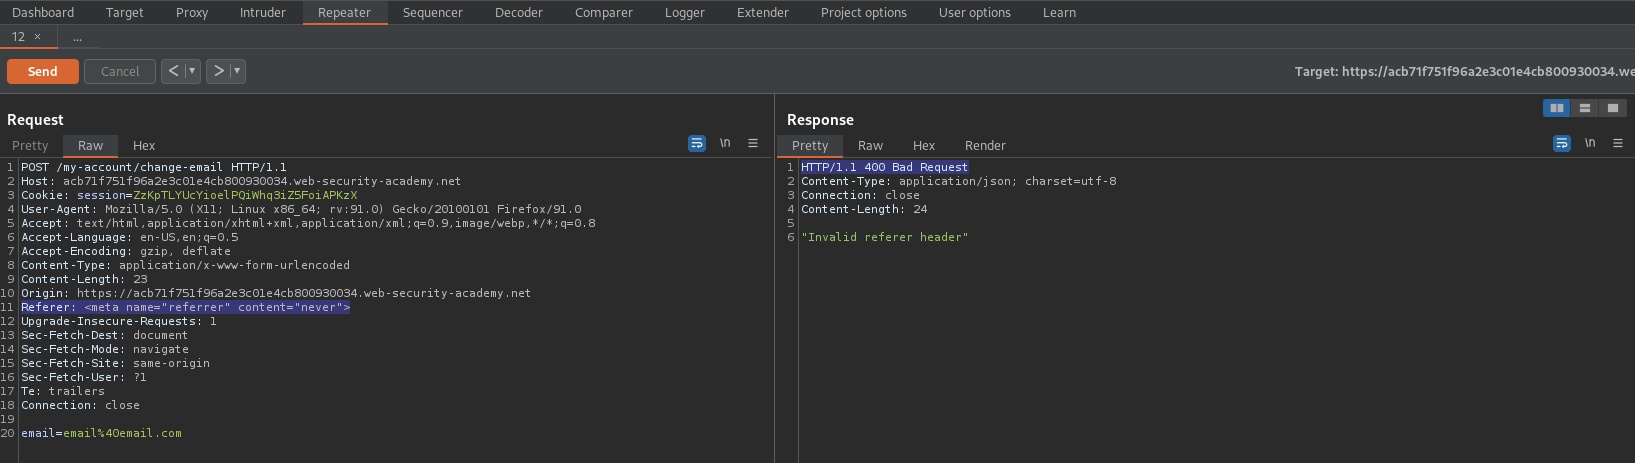 Dashboard Target Proxy Intruder Repeater Sequencer Decoder Comparer Logger Extender Project options User options Learn
12 × ...
Send Cancel < ▾ > ▾ Target: https://acb71f751f96a2e3c01e4cb800930034.we
Request
Pretty Raw Hex \n
1 POST /my-account/change-email HTTP/1.1
2 Host: acb71f751f96a2e3c01e4cb800930034.web-security-academy.net
3 Cookie: session=ZzKpTLYUcYioelPQiWhq3iZ5FoiAPKzX
4 User-Agent: Mozilla/5.0 (X11; Linux x86_64; rv:91.0) Gecko/20100101 Firefox/91.0
5 Accept: text/html,application/xhtml+xml,application/xml;q=0.9,image/webp,*/*;q=0.8
6 Accept-Language: en-US,en;q=0.5
7 Accept-Encoding: gzip, deflate
8 Content-Type: application/x-www-form-urlencoded
9 Content-Length: 23
10 Origin: https://acb71f751f96a2e3c01e4cb800930034.web-security-academy.net
11 Referer: <meta name="referrer" content="never">
12 Upgrade-Insecure-Requests: 1
13 Sec-Fetch-Dest: document
14 Sec-Fetch-Mode: navigate
15 Sec-Fetch-Site: same-origin
16 Sec-Fetch-User: ?1
17 Te: trailers
18 Connection: close
19
20 email=email%40email.com
Response
Pretty Raw Hex Render \n
1 HTTP/1.1 400 Bad Request
2 Content-Type: application/json; charset=utf-8
3 Connection: close
4 Content-Length: 24
5
6 "Invalid referer header"